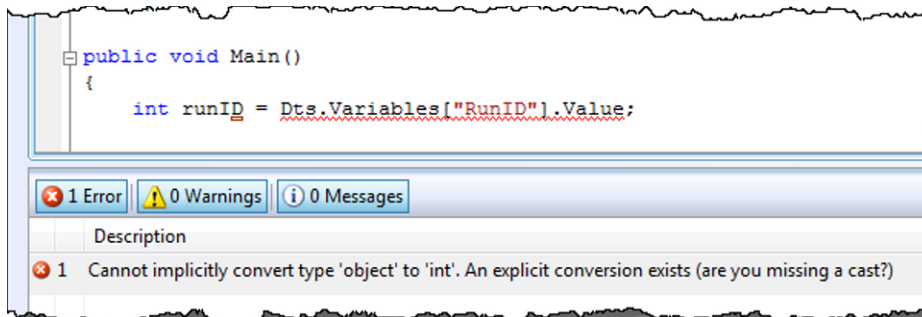 public void Main()
{
int runID = Dts.Variables["RunID"].Value;
1 Error 0 Warnings 0 Messages
Description
1 Cannot implicitly convert type 'object' to 'int'. An explicit conversion exists (are you missing a cast?)